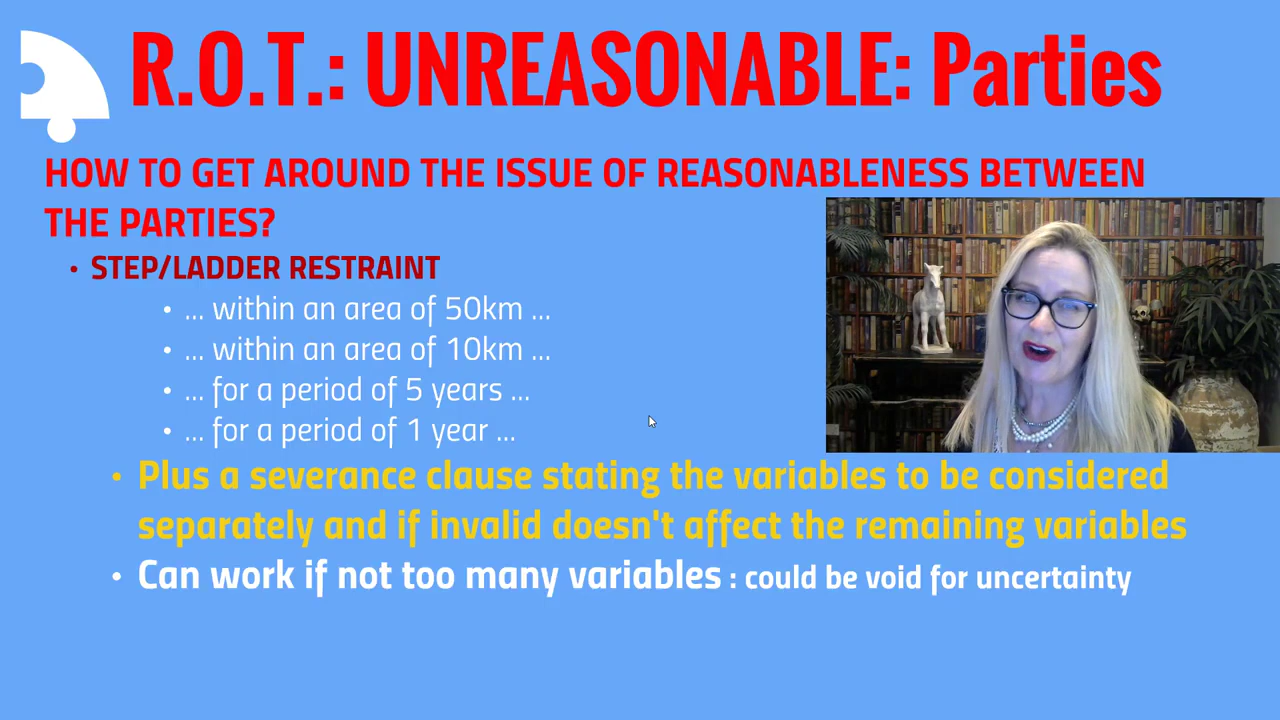 R.O.T.: UNREASONABLE: Parties
HOW TO GET AROUND THE ISSUE OF REASONABLENESS BETWEEN
THE PARTIES?
• STEP/LADDER RESTRAINT
• ... within an area of 50km ...
• ... within an area of 10km ...
• ... for a period of 5 years ...
• ... for a period of 1 year ...
• Plus a severance clause stating the variables to be considered
separately and if invalid doesn't affect the remaining variables
• Can work if not too many variables : could be void for uncertainty